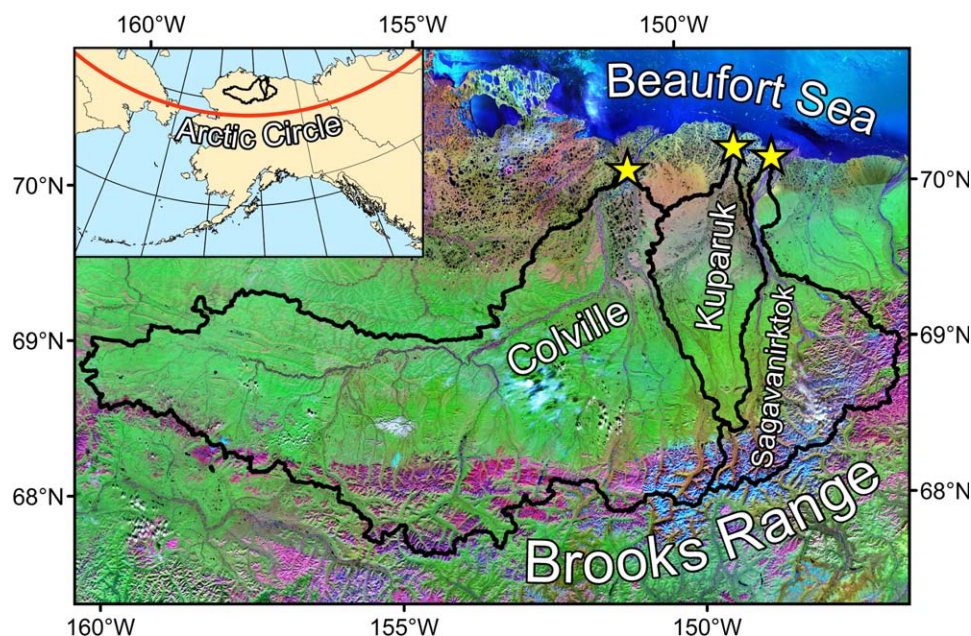 160°W
155°W
150°W
Beaufort Sea
Arctic Circle
70°N
70°N
Kuparuk
Colville
Sagavanirktok
69°N
69°N
68°N
68°N
Brooks Range
160°W
155°W
150°W